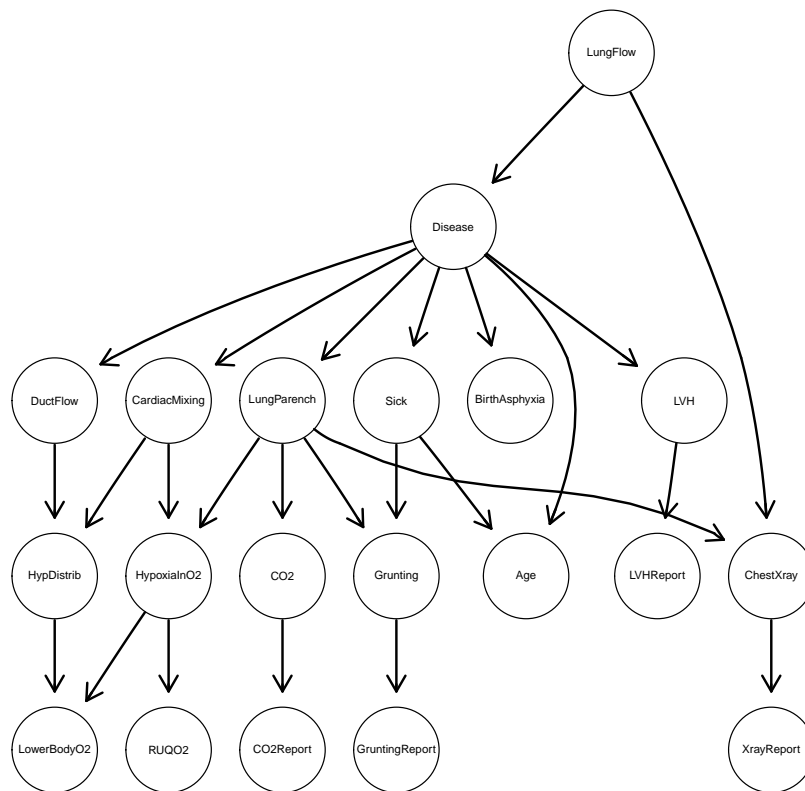 LungFlow
Disease
DuctFlow
CardiacMixing
LungParench
Sick
BirthAsphyxia
LVH
HypDistrib
HypoxiaInO2
CO2
Grunting
Age
LVHReport
ChestXray
LowerBodyO2
RUQO2
CO2Report
GruntingReport
XrayReport